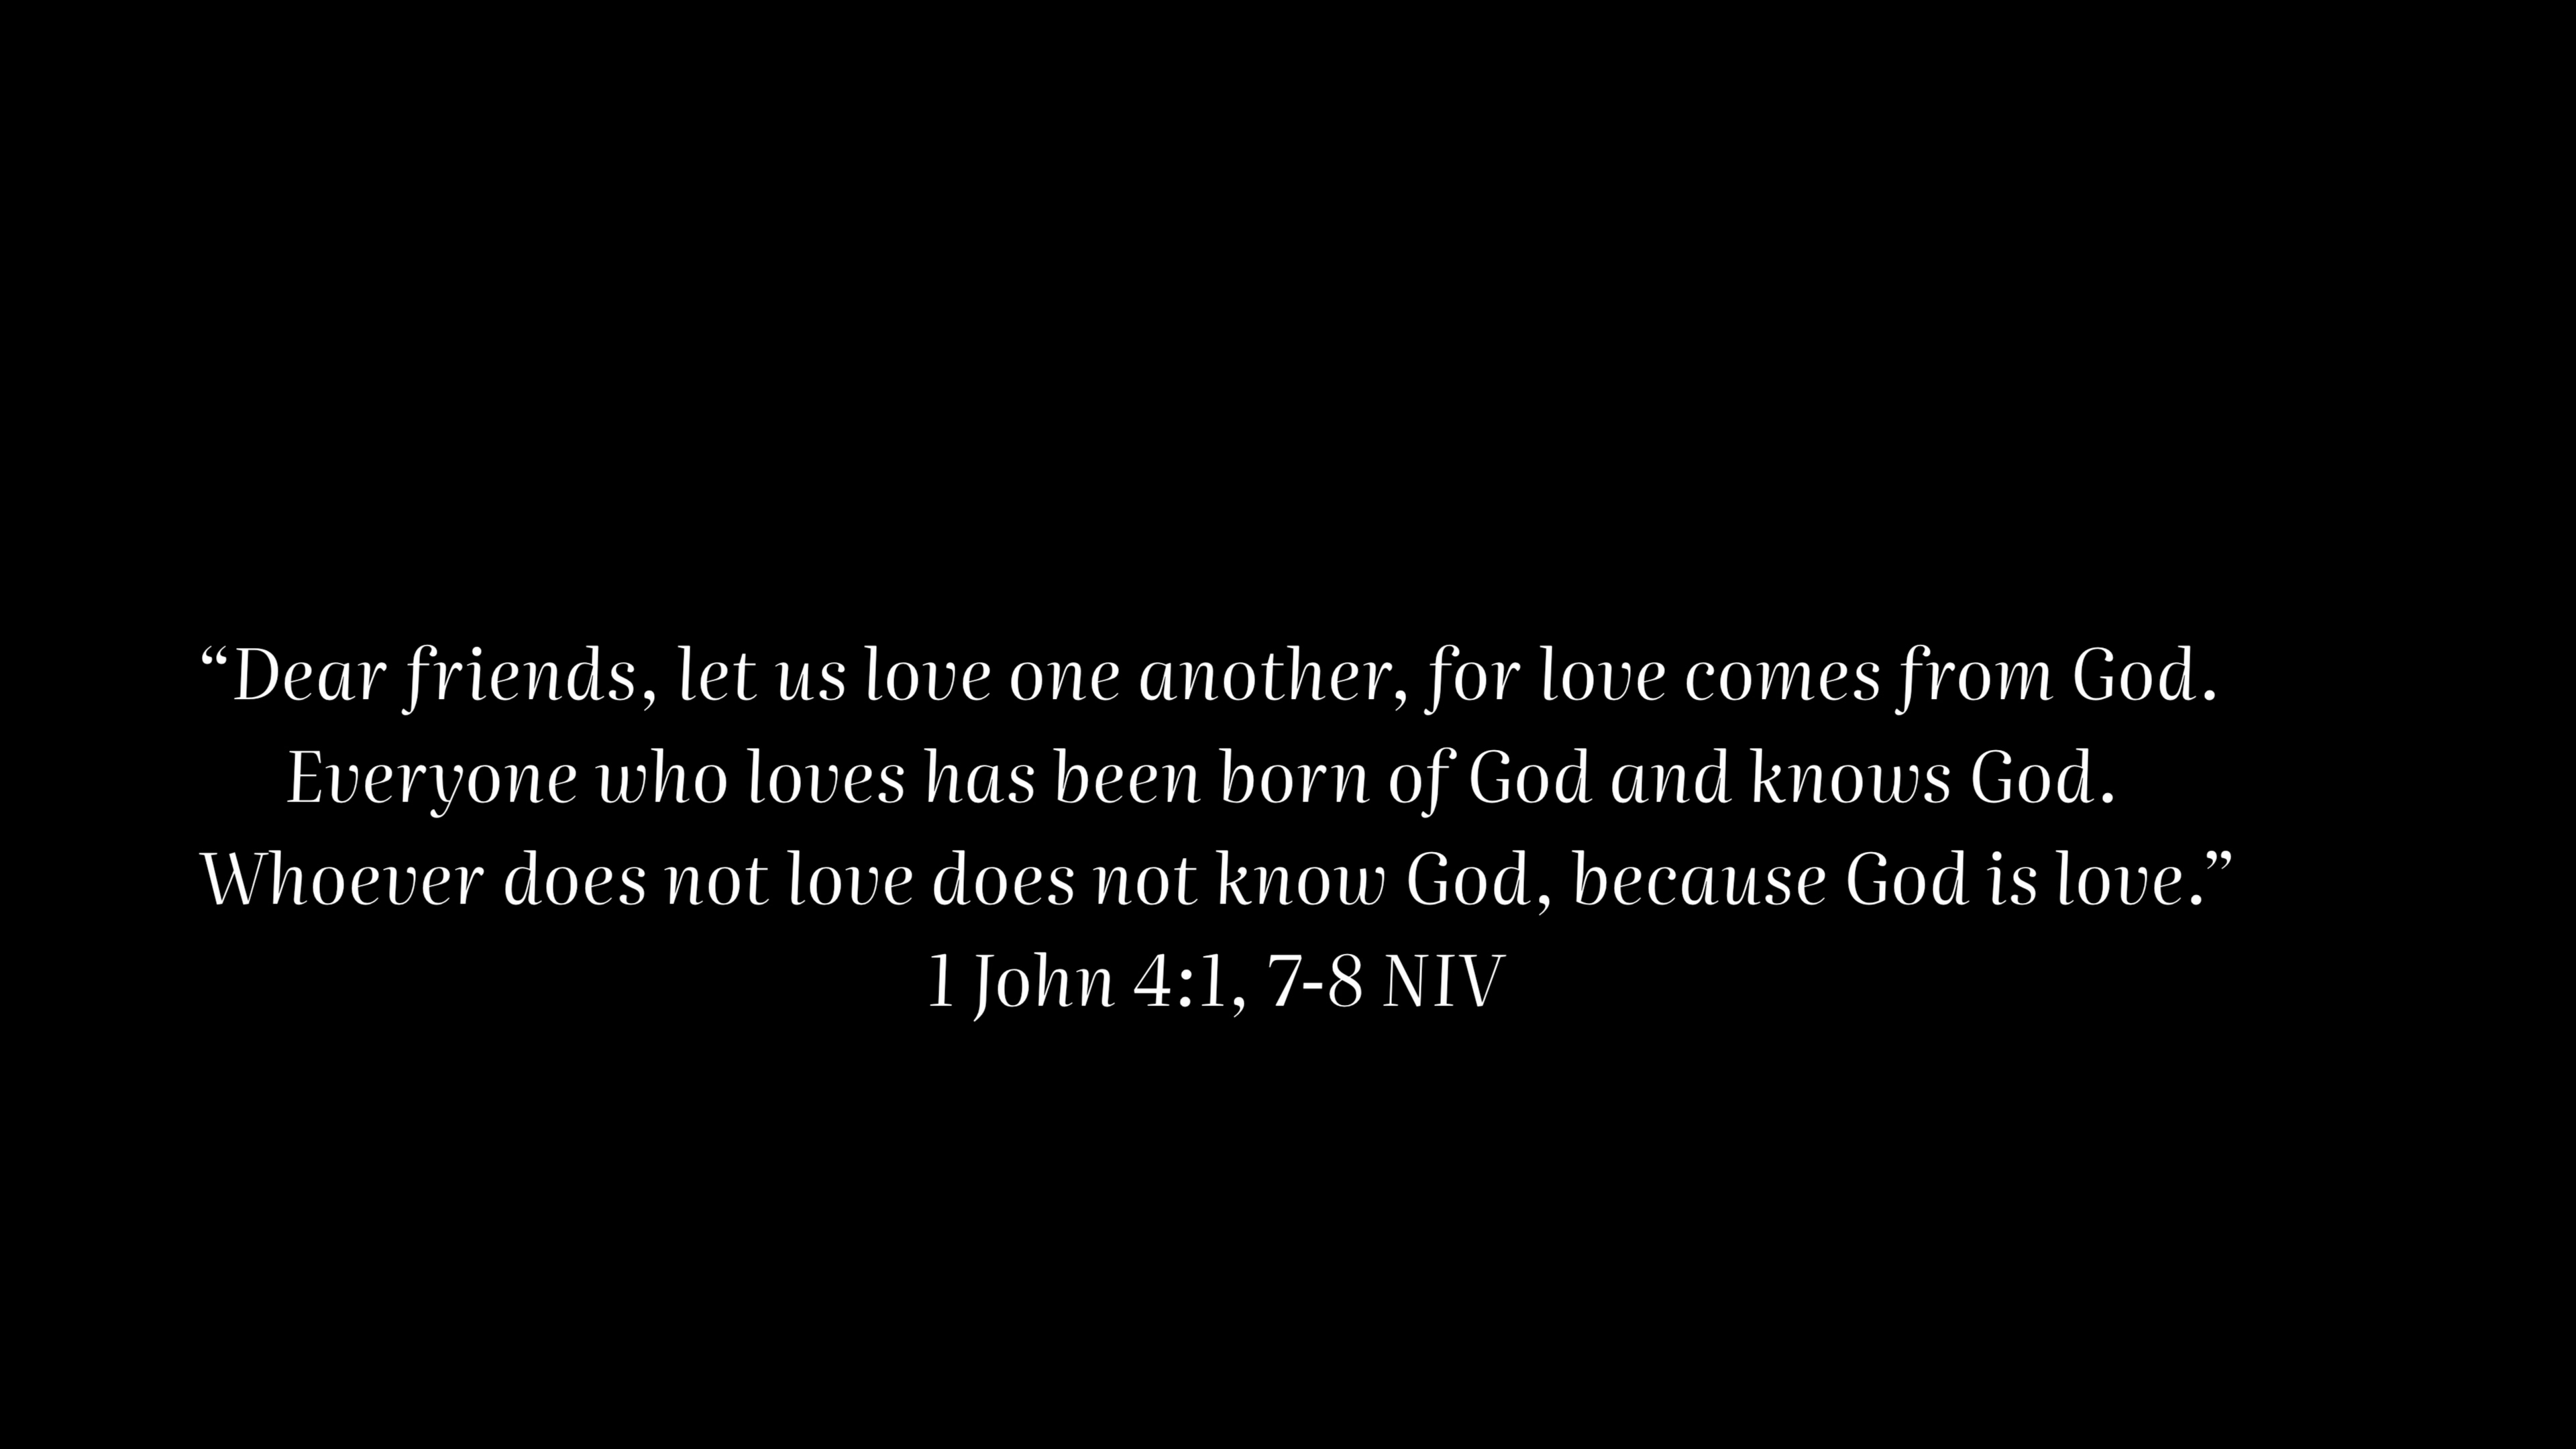 “Dear friends, let us love one another, for love comes from God.
Everyone who loves has been born of God and knows God.
Whoever does not love does not know God, because God is love.”
1 John 4:1, 7-8 NIV